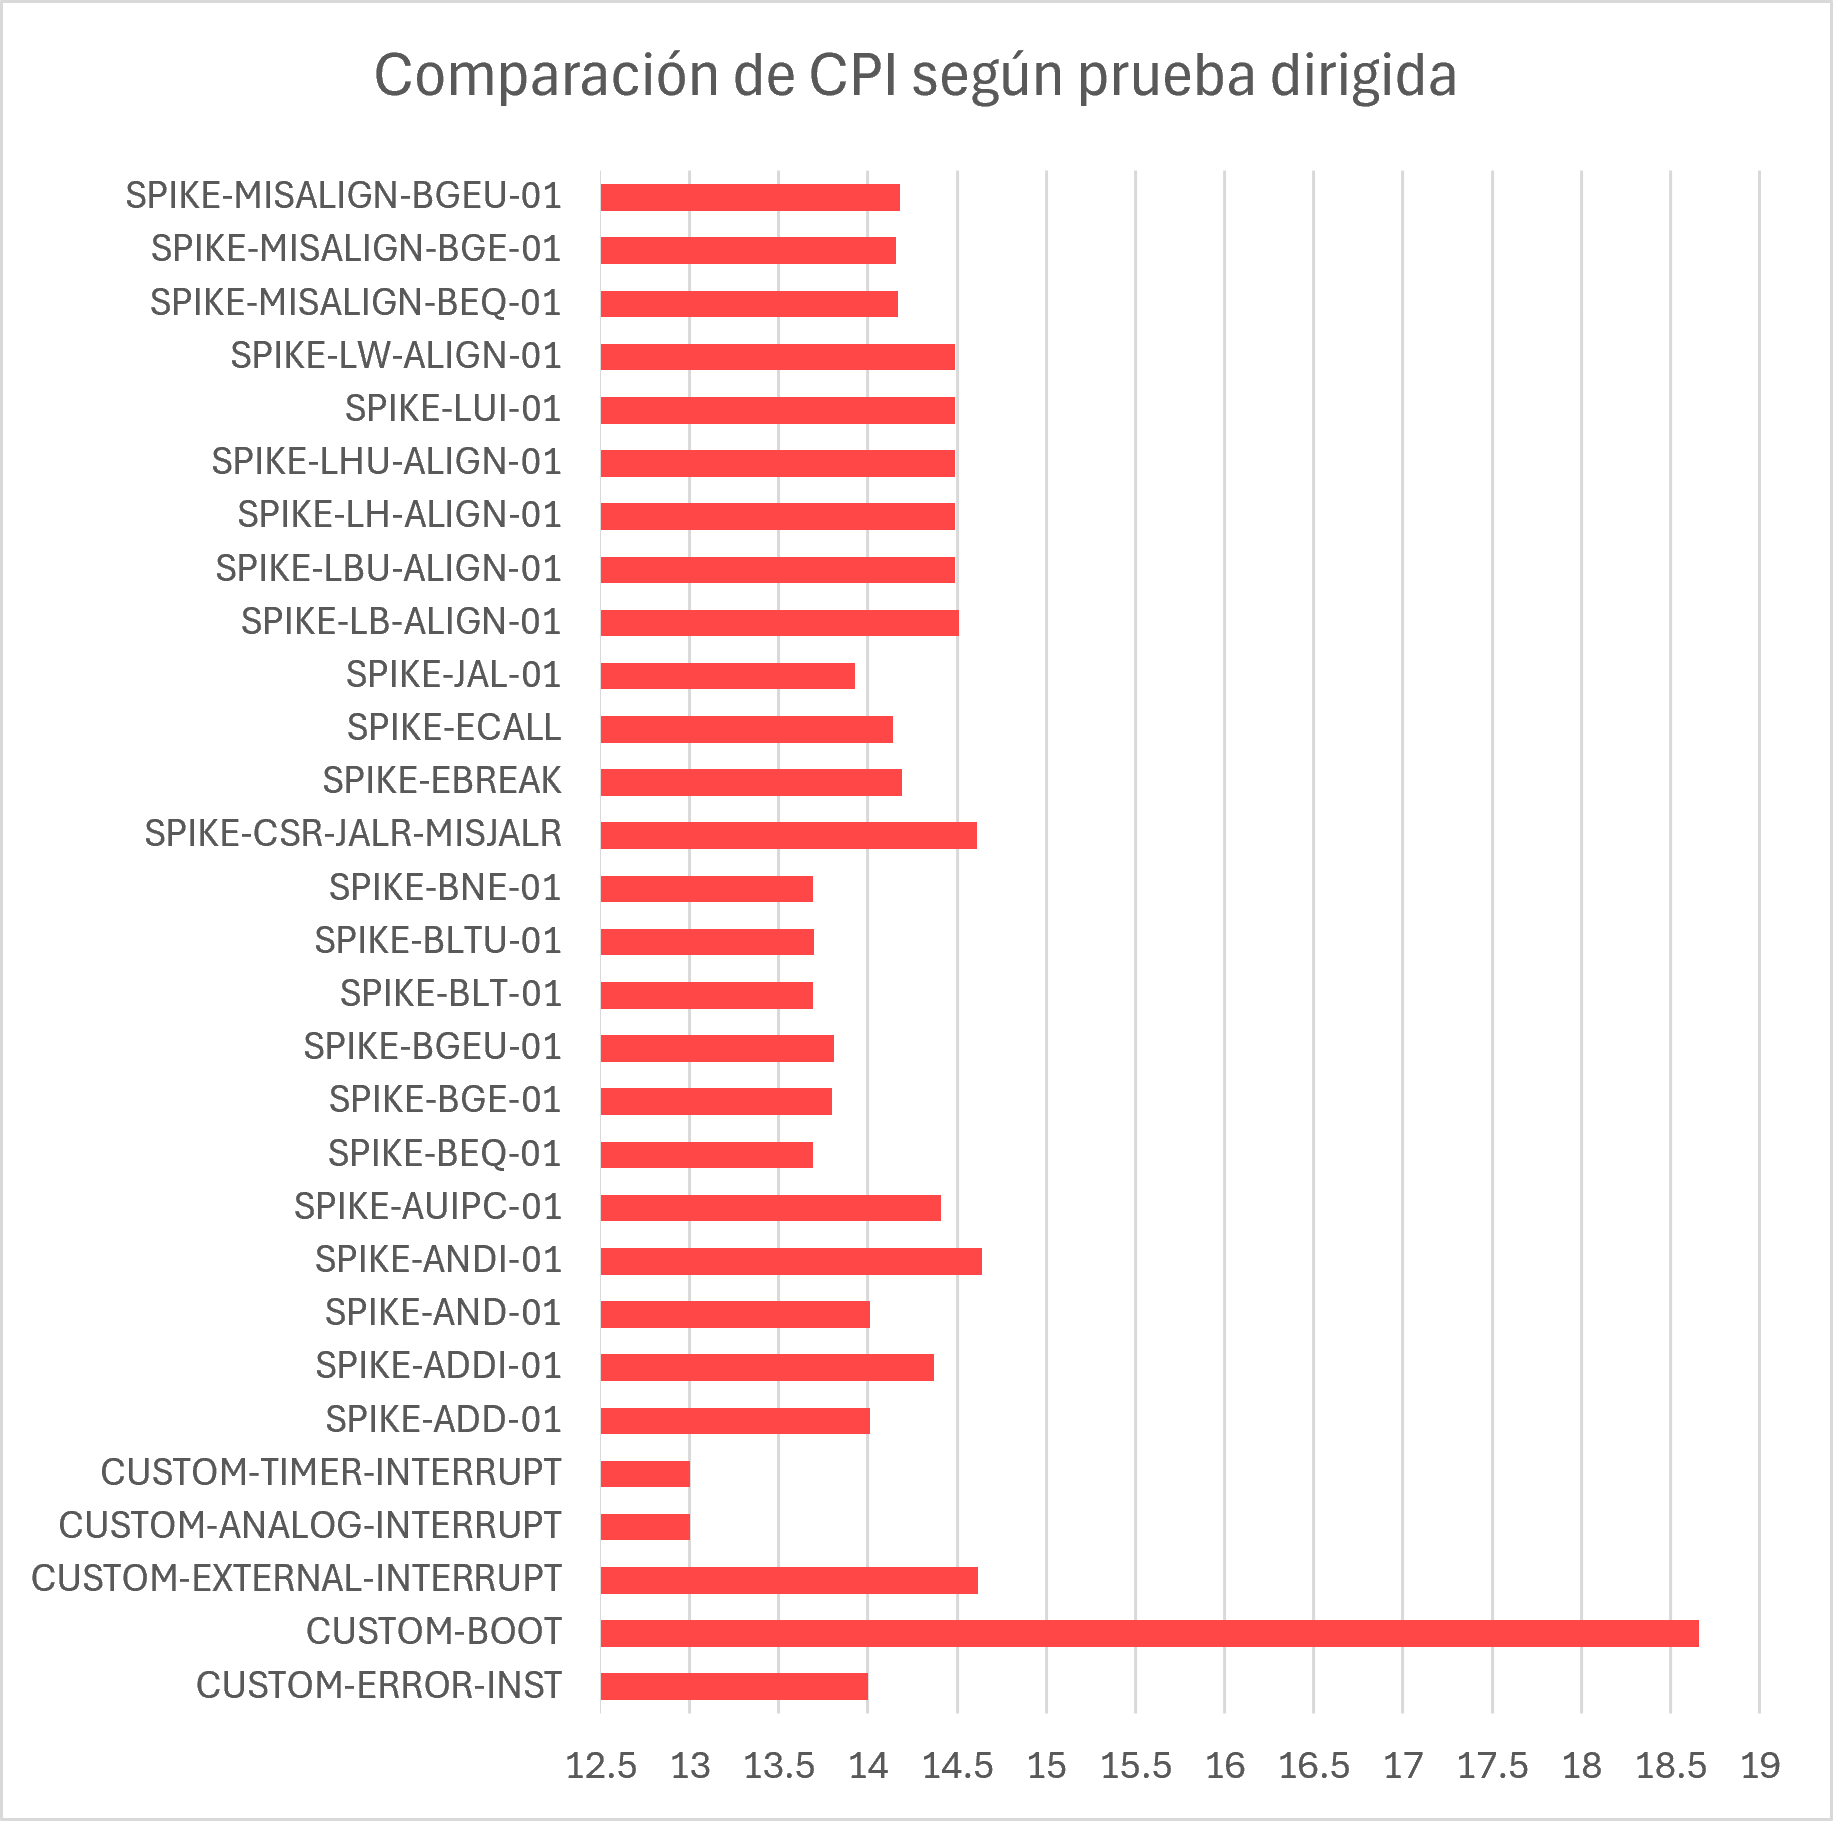 Comparación de CPI según prueba dirigida
SPIKE-MISALIGN-BGEU-01
SPIKE-MISALIGN-BGE-01
SPIKE-MISALIGN-BEQ-01
SPIKE-LW-ALIGN-01
SPIKE-LUI-01
SPIKE-LHU-ALIGN-01
SPIKE-LH-ALIGN-01
SPIKE-LBU-ALIGN-01
SPIKE-LB-ALIGN-01
SPIKE-JAL-01
SPIKE-ECALL
SPIKE-EBREAK
SPIKE-CSR-JALR-MISJALR
SPIKE-BNE-01
SPIKE-BLTU-01
SPIKE-BLT-01
SPIKE-BGEU-01
SPIKE-BGE-01
SPIKE-BEQ-01
SPIKE-AUIPC-01
SPIKE-ANDI-01
SPIKE-AND-01
SPIKE-ADDI-01
SPIKE-ADD-01
CUSTOM-TIMER-INTERRUPT
CUSTOM-ANALOG-INTERRUPT
CUSTOM-EXTERNAL-INTERRUPT
CUSTOM-BOOT
CUSTOM-ERROR-INST
12.5 13 13.5 14 14.5 15 15.5 16 16.5 17 17.5 18 18.5 19